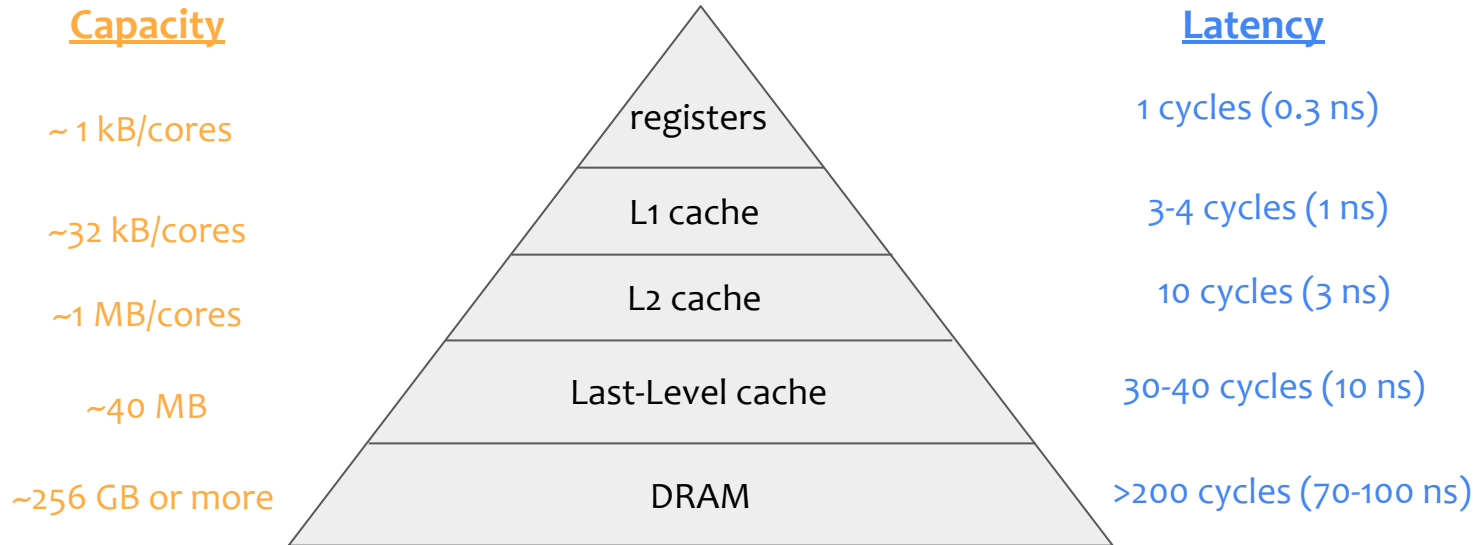 Capacity
Latency
~ 1 kB/cores
registers
1 cycles (0.3 ns)
~32 kB/cores
L1 cache
3-4 cycles (1 ns)
~1 MB/cores
L2 cache
10 cycles (3 ns)
~40 MB
Last-Level cache
30-40 cycles (10 ns)
~256 GB or more
DRAM
>200 cycles (70-100 ns)